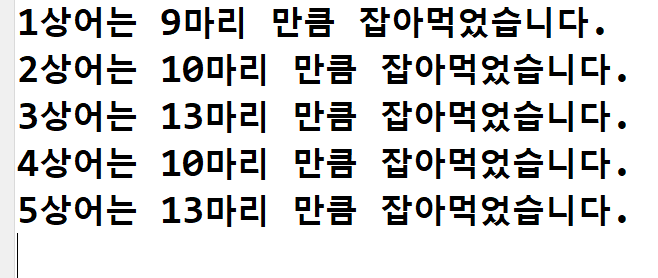 1상어는 9마리 만큼 잡아먹었습니다.
2상어는 10마리 만큼 잡아먹었습니다.
3상어는 13마리 만큼 잡아먹었습니다.
4상어는 10마리 만큼 잡아먹었습니다.
5상어는 13마리 만큼 잡아먹었습니다.